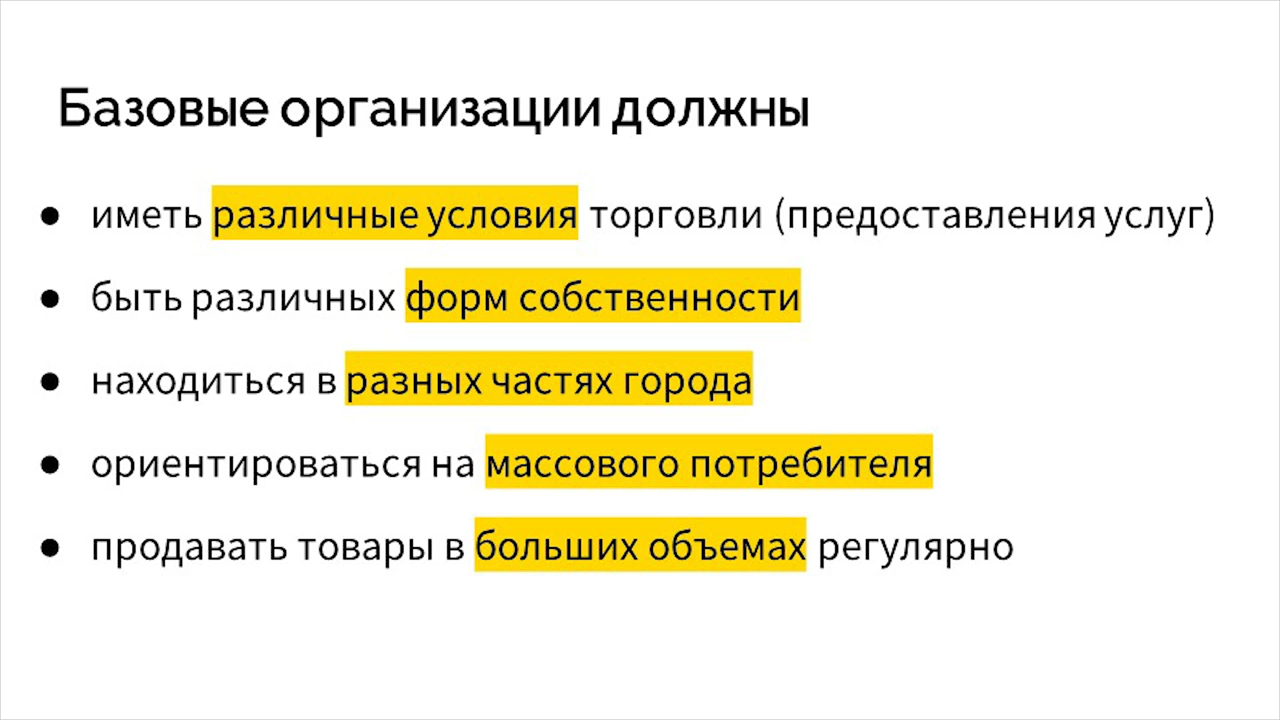 Базовые организации должны
● иметь различные условия торговли (предоставления услуг)
● быть различных форм собственности
● находиться в разных частях города
● ориентироваться на массового потребителя
● продавать товары в больших объемах регулярно